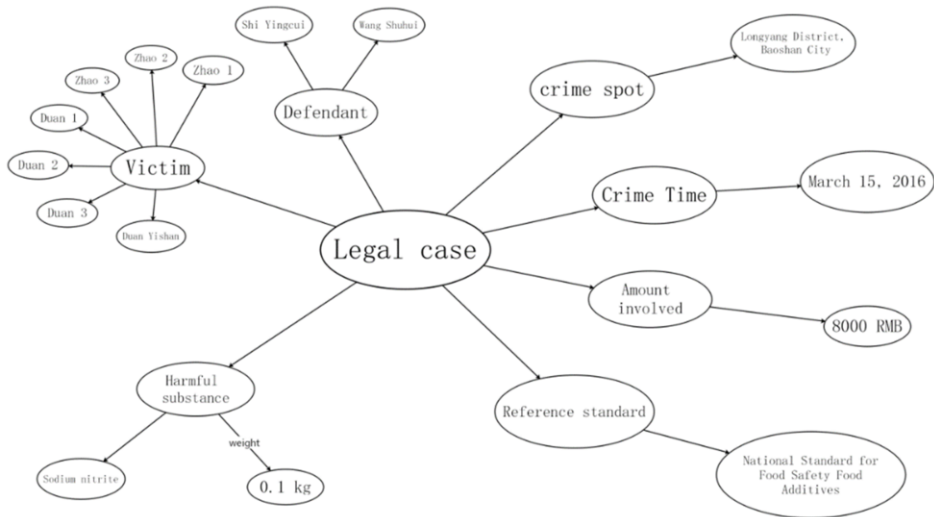 Shi Yingcui
Wang Shuhui
Longyang District,
Baoshan City
Zhao 2
Zhao 1
Zhao 3
crime spot
Defendant
Duan 1
Victim
Duan 2
Crime Time
March 15, 2016
Duan 3
Duan Yishan
Legal case
Amount
involved
8000 RMB
Harmful
substance
Reference standard
weight
Sodium nitrite
0.1 kg
National Standard for
Food Safety Food
Additives